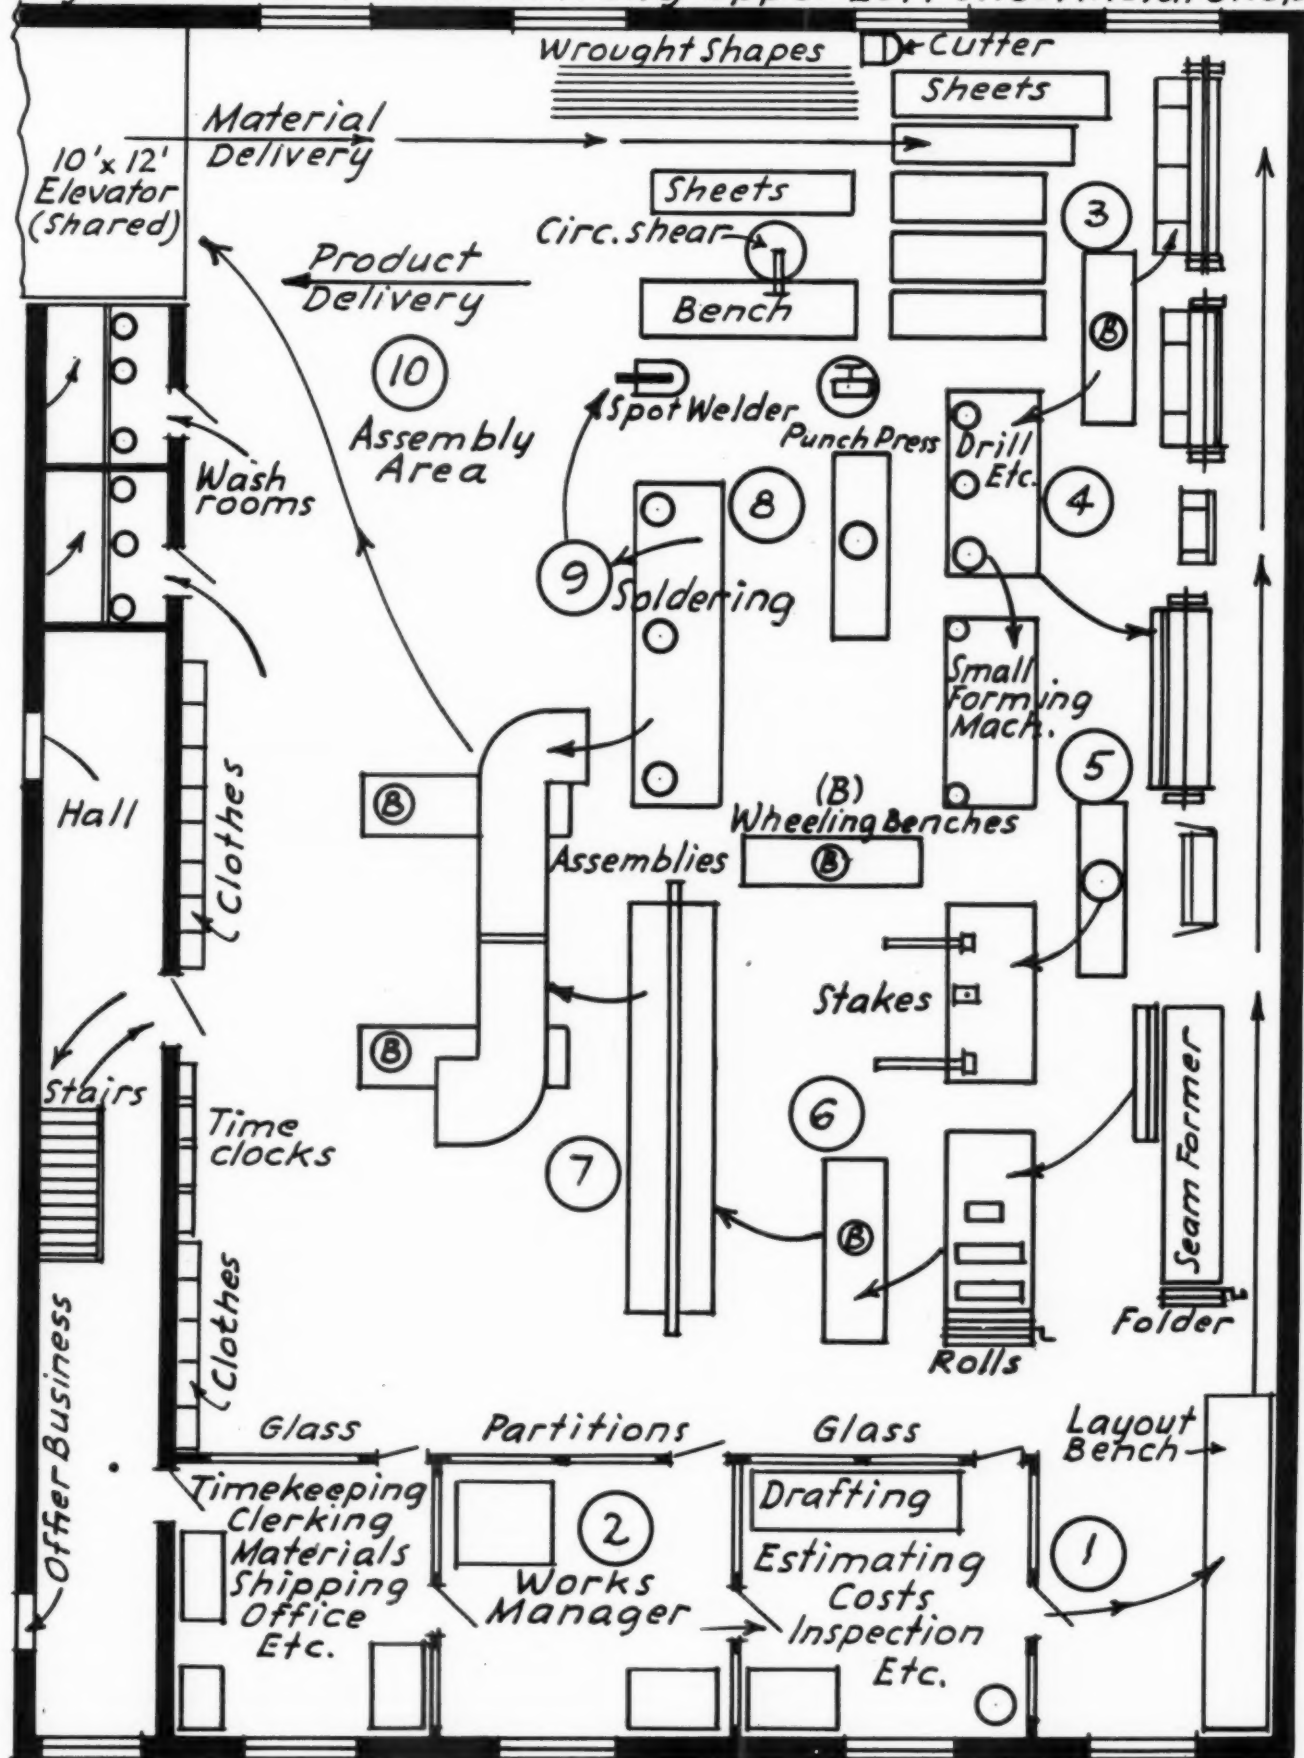 Wrought Shapes
Cutter
Sheets
Material
Delivery
10'x 12'
Elevator
(Shared)
Sheets
3
Circ. shear
Product
Delivery
Bench
B
10
Spot Welder
Punch Press
Drill
Etc.
Assembly
Area
Wash
rooms
8
4
9
Soldering
Small
Forming
Mach.
5
Hall
Clothes
B
(B)
Wheeling Benches
Assemblies
B
Stakes
B
Stairs
Time
clocks
6
7
B
Seam Former
Folder
Rolls
Clothes
Other Business
Glass
Partitions
Glass
Layout
Bench
Timekeeping
Clerking
Materials
Shipping
Office
Etc.
2
Works
Manager
Drafting
Estimating
Costs
Inspection
Etc.
1